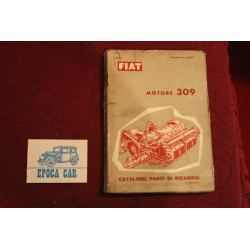 FIAT
MOTORE 309
CATALOGO PARTI DI RICAMBIO
EPOCA CAR